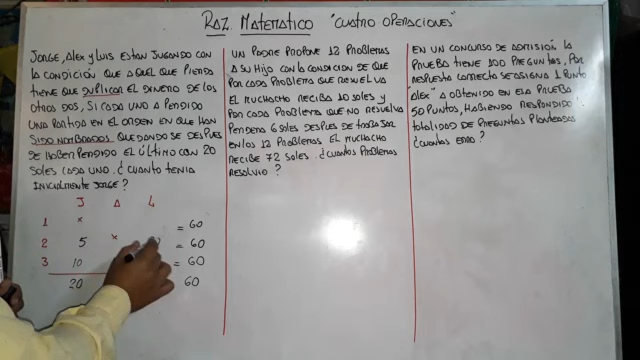 RAZ. MATEMATICO "CUATRO OPERACIONES"
JORGE, ALEX Y LUIS ESTAN JUGANDO CON
LA CONDICIÓN QUE AQUEL QUE PIERDA
TIENE QUE DUPLICAR EL DINERO DE LOS
OTROS DOS, SI CADA UNO A PERDIDO
UNA PARTIDA EN EL ORDEN EN QUE HAN
SIDO NOMBRADOS QUEDANDOSE DESPUES
DE HABER PERDIDO EL ÚLTIMO CON 20
SOLES CADA UNO. ¿CUANTO TENIA
INICIALMENTE JORGE?
J A L
1 x = 60
2 5 x = 60
3 10 = 60
20 60
UN PADRE PROPONE 12 PROBLEMAS
A SU HIJO CON LA CONDICION DE QUE
POR CADA PROBLEMA QUE RESUELVA
EL MUCHACHO RECIBA 10 SOLES Y
POR CADA PROBLEMA QUE NO RESUELVA
PERDERA 6 SOLES DESPUES DE TRABAJAR
EN LOS 12 PROBLEMAS EL MUCHACHO
RECIBE 72 SOLES. ¿CUANTOS PROBLEMAS
RESOLVIO?
EN UN CONCURSO DE ADMISIÓN LA
PRUEBA TIENE 100 PREGUNTAS, POR
RESPUESTA CORRECTA SE ASIGNA 1 PUNTO
"ALEX" A OBTENIDO EN ESA PRUEBA
50 PUNTOS, HABIENDO RESPONDIDO
TOTALIDAD DE PREGUNTAS PLANTEADAS
¿CUANTAS ERRO?